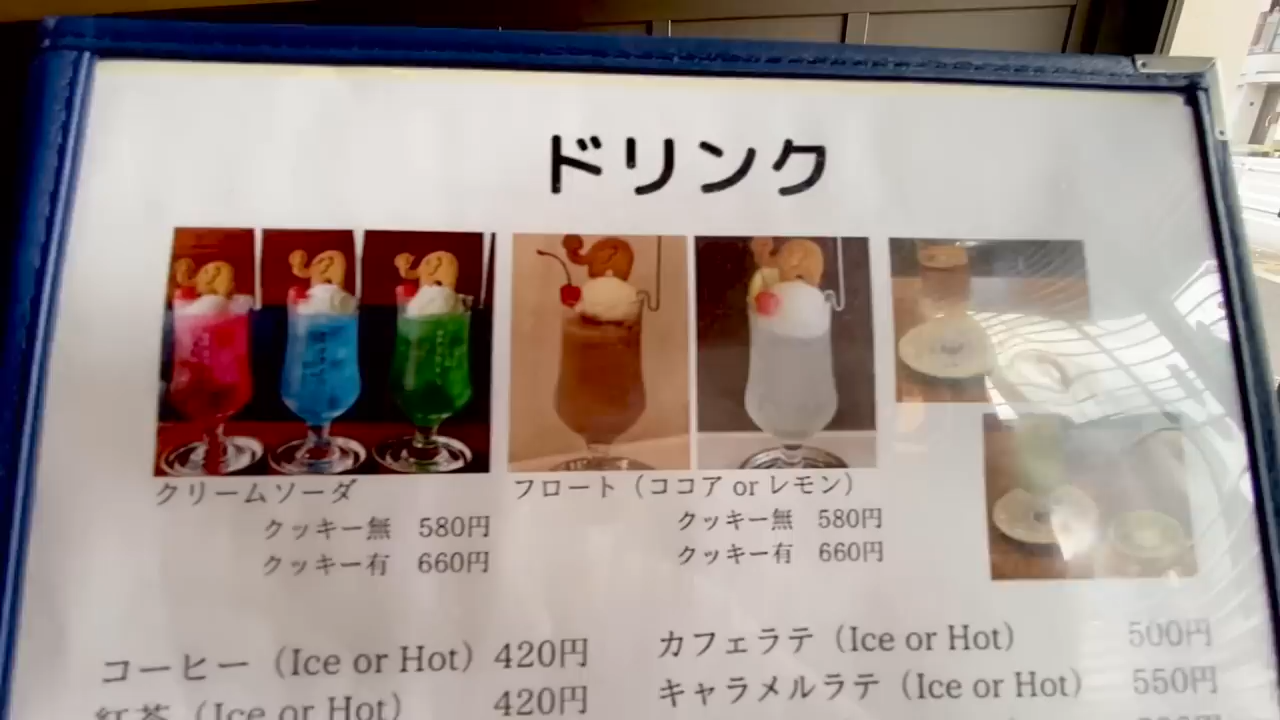 ドリンク
クリームソーダ
クッキー無 580円
クッキー有 660円
フロート（ココア or レモン）
クッキー無 580円
クッキー有 660円
コーヒー（Ice or Hot）420円
紅茶（Ice or Hot） 420円
カフェラテ（Ice or Hot） 500円
キャラメルラテ（Ice or Hot） 550円